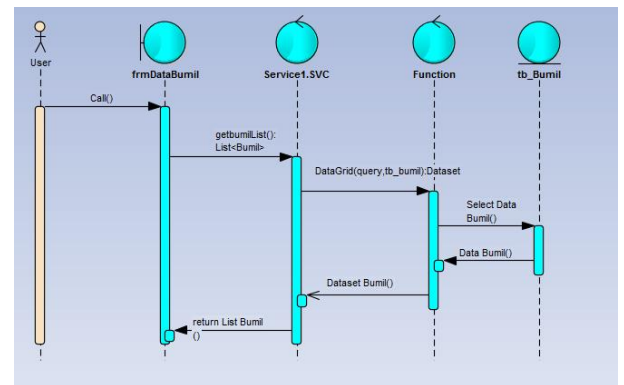 User
frmDataBumil
Service1.SVC
Function
tb_Bumil
Call()
getbumilList():
List<Bumil>
DataGrid(query,tb_bumil):Dataset
Select Data
Bumil()
Data Bumil()
Dataset Bumil()
return List Bumil
()